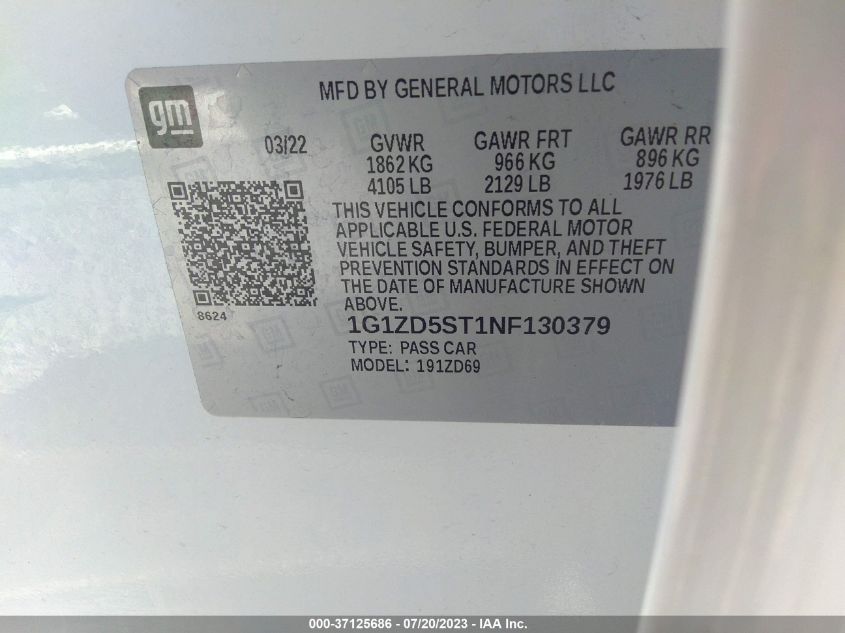 gm
MFD BY GENERAL MOTORS LLC
03/22 GVWR GAWR FRT GAWR RR
1862 KG 966 KG 896 KG
4105 LB 2129 LB 1976 LB
THIS VEHICLE CONFORMS TO ALL
APPLICABLE U.S. FEDERAL MOTOR
VEHICLE SAFETY, BUMPER, AND THEFT
PREVENTION STANDARDS IN EFFECT ON
THE DATE OF MANUFACTURE SHOWN
ABOVE.
8624
1G1ZD5ST1NF130379
TYPE: PASS CAR
MODEL: 191ZD69
000-37125686 - 07/20/2023 - IAA Inc.